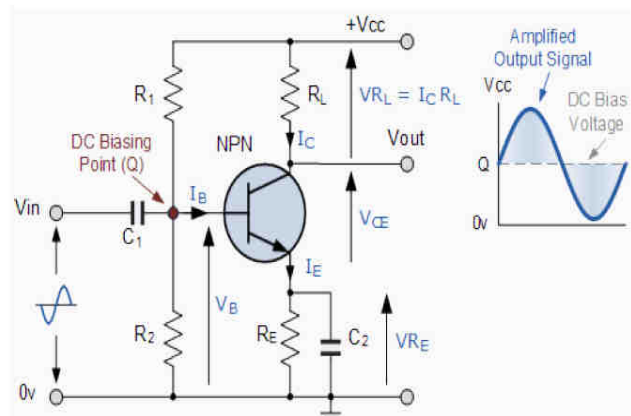 +Vcc
R1
RL
VRL = IC RL
DC Biasing
Point (Q)
NPN
IC
Vout
IB
Vin
C1
VCE
IE
VB
R2
RE
C2
VRE
0v
Amplified
Output Signal
Vcc
DC Bias
Voltage
Q
0v